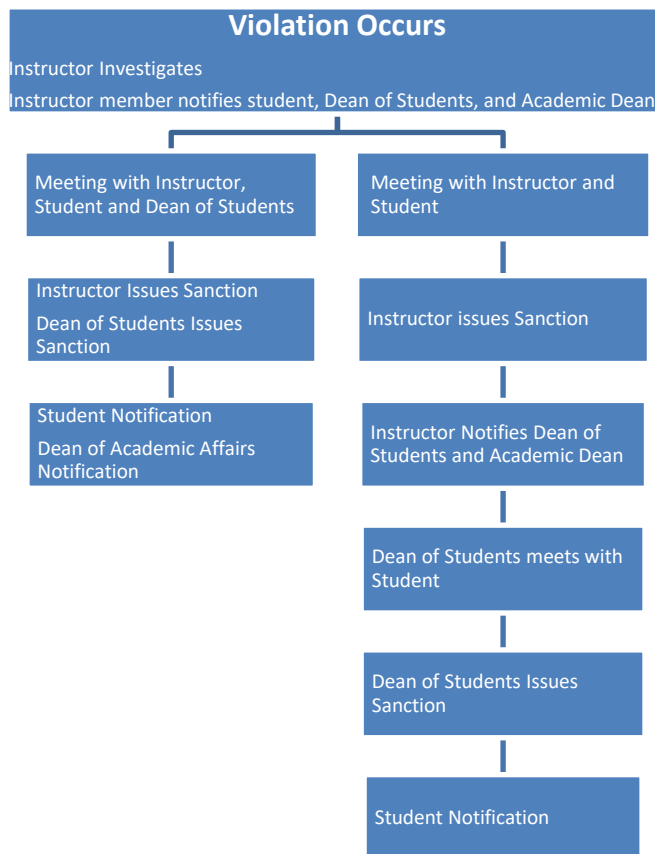 Violation Occurs
Instructor Investigates
Instructor member notifies student, Dean of Students, and Academic Dean
Meeting with Instructor,
Student and Dean of Students
Instructor Issues Sanction
Dean of Students Issues
Sanction
Student Notification
Dean of Academic Affairs
Notification
Meeting with Instructor and
Student
Instructor issues Sanction
Instructor Notifies Dean of
Students and Academic Dean
Dean of Students meets with
Student
Dean of Students Issues
Sanction
Student Notification